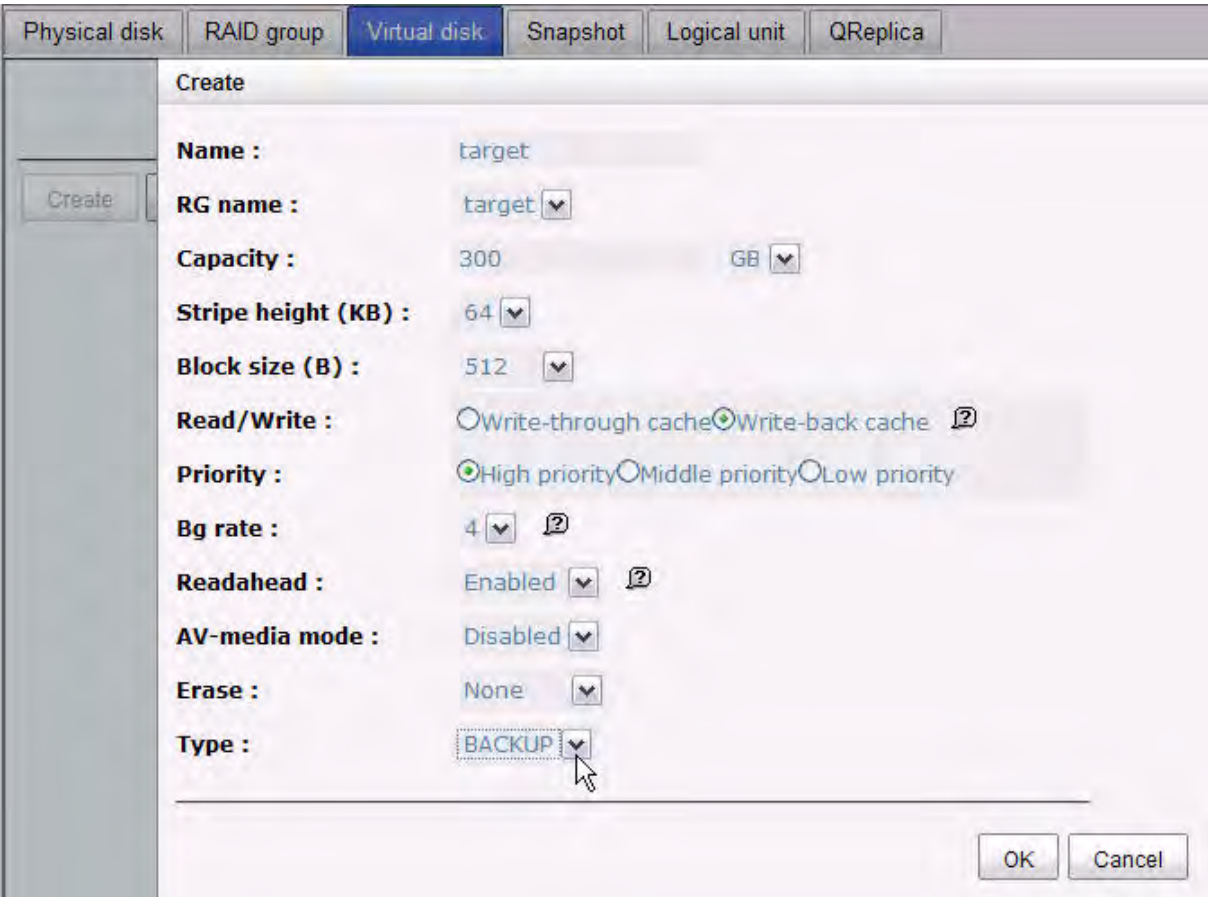 Physical disk RAID group Virtual disk Snapshot Logical unit QReplica
Create
Name : target
Create
RG name : target
Capacity : 300 GB
Stripe height (KB) : 64
Block size (B) : 512
Read/Write : Write-through cache Write-back cache
Priority : High priority Middle priority Low priority
Bg rate : 4
Readahead : Enabled
AV-media mode : Disabled
Erase : None
Type : BACKUP
OK Cancel